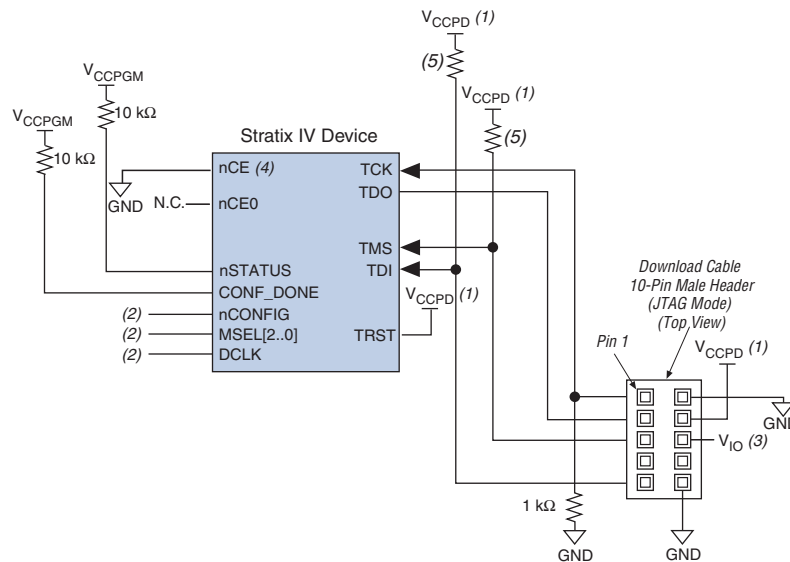 VCCPD (1)
(5)
VCCPGM
VCCPD (1)
VCCPGM
10 kΩ
(5)
Stratix IV Device
10 kΩ
nCE (4)
TCK
GND
TDO
N.C.
nCE0
TMS
nSTATUS
TDI
CONF_DONE
VCCPD (1)
(2)
nCONFIG
(2)
MSEL[2..0]
TRST
(2)
DCLK
Download Cable
10-Pin Male Header
(JTAG Mode)
(Top View)
Pin 1
VCCPD (1)
GND
VIO (3)
1 kΩ
GND
GND